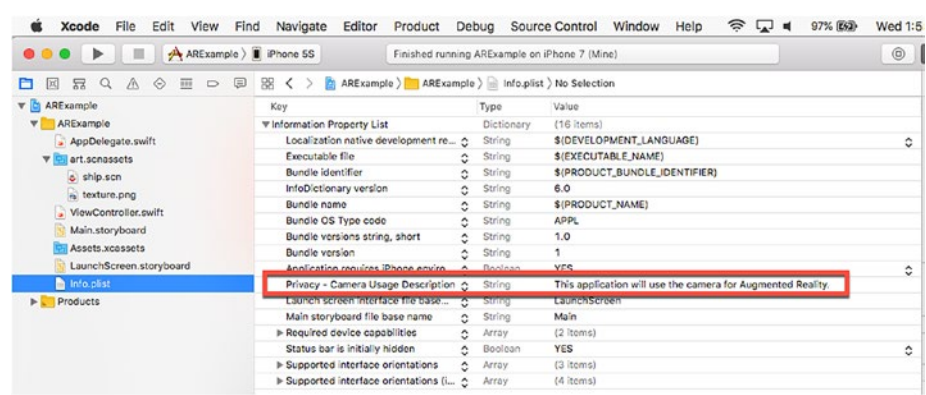 Xcode File Edit View Find Navigate Editor Product Debug Source Control Window Help 97% Wed 1:5
ARExample iPhone 5S Finished running ARExample on iPhone 7 (Mine)
ARExample ARExample Info.plist No Selection
ARExample
ARExample
AppDelegate.swift
art.scnassets
ship.scn
texture.png
ViewController.swift
Main.storyboard
Assets.xcassets
LaunchScreen.storyboard
Info.plist
Products
Key Type Value
Information Property List Dictionary (16 items)
Localization native development re... String $(DEVELOPMENT_LANGUAGE)
Executable file String $(EXECUTABLE_NAME)
Bundle identifier String $(PRODUCT_BUNDLE_IDENTIFIER)
InfoDictionary version String 6.0
Bundle name String $(PRODUCT_NAME)
Bundle OS Type code String APPL
Bundle versions string, short String 1.0
Bundle version String 1
Application requires iPhone enviro... Boolean YES
Privacy - Camera Usage Description String This application will use the camera for Augmented Reality.
Launch screen interface file base... String LaunchScreen
Main storyboard file base name String Main
Required device capabilities Array (2 items)
Status bar is initially hidden Boolean YES
Supported interface orientations Array (3 items)
Supported interface orientations (i... Array (4 items)